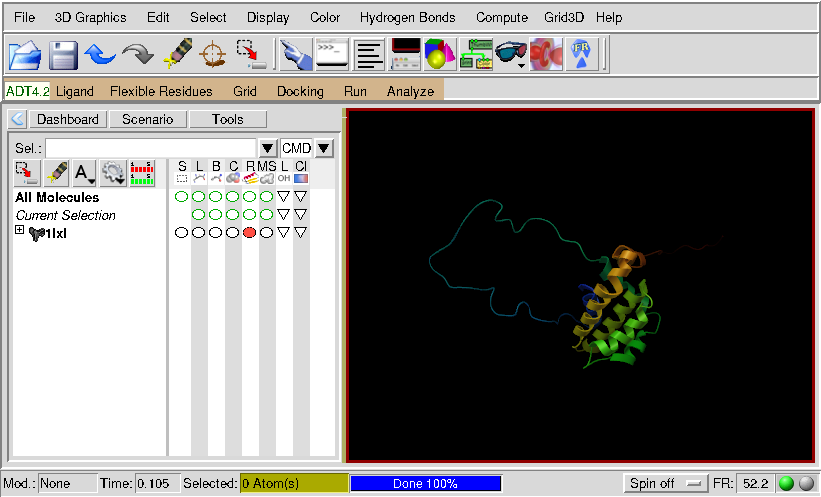 File 3D Graphics Edit Select Display Color Hydrogen Bonds Compute Grid3D Help
>>>_ FR
ADT4.2 Ligand Flexible Residues Grid Docking Run Analyze
Dashboard Scenario Tools
Sel.: CMD
S L B C R MS L Cl
A OH
All Molecules
Current Selection
1lxl
Mod.: None Time: 0.105 Selected: 0 Atom(s) Done 100% Spin off FR: 52.2